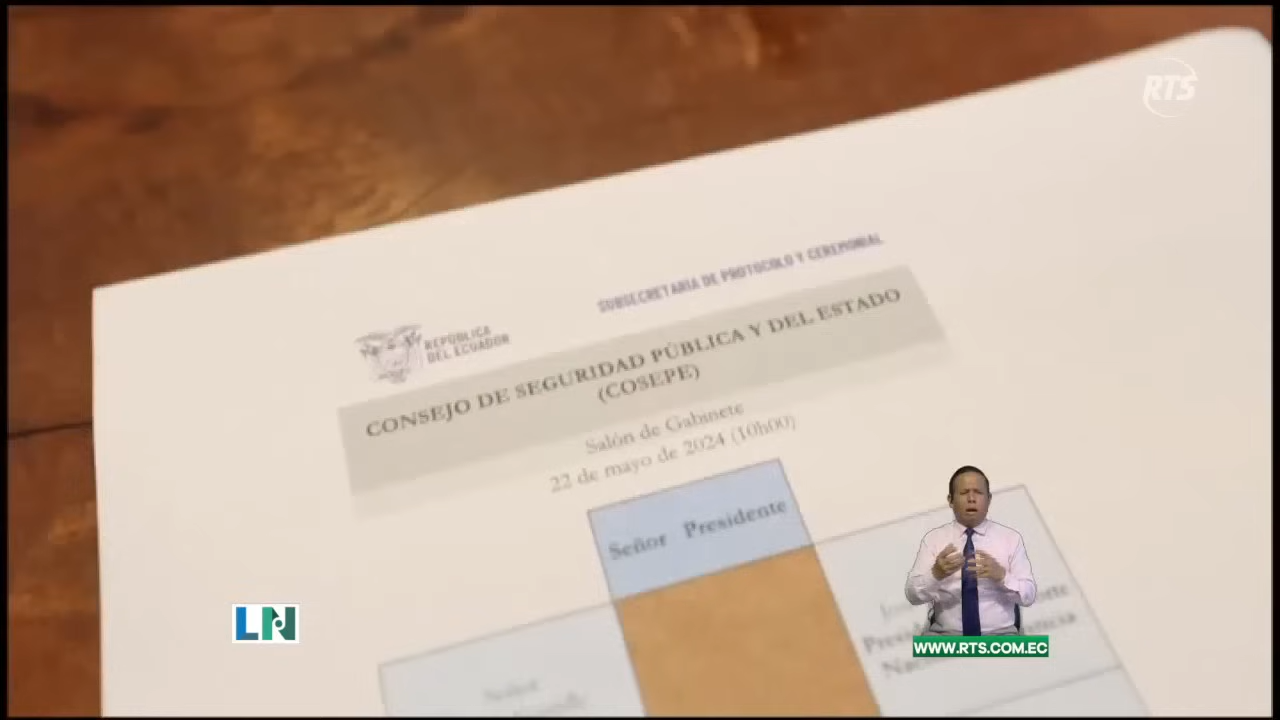 RTS
SUBSECRETARÍA DE PROTOCOLO Y CEREMONIAL
REPÚBLICA
DEL ECUADOR
CONSEJO DE SEGURIDAD PÚBLICA Y DEL ESTADO
(COSEPE)
Salón de Gabinete
22 de mayo de 2024 (10h00)
Señor Presidente
LN
WWW.RTS.COM.EC